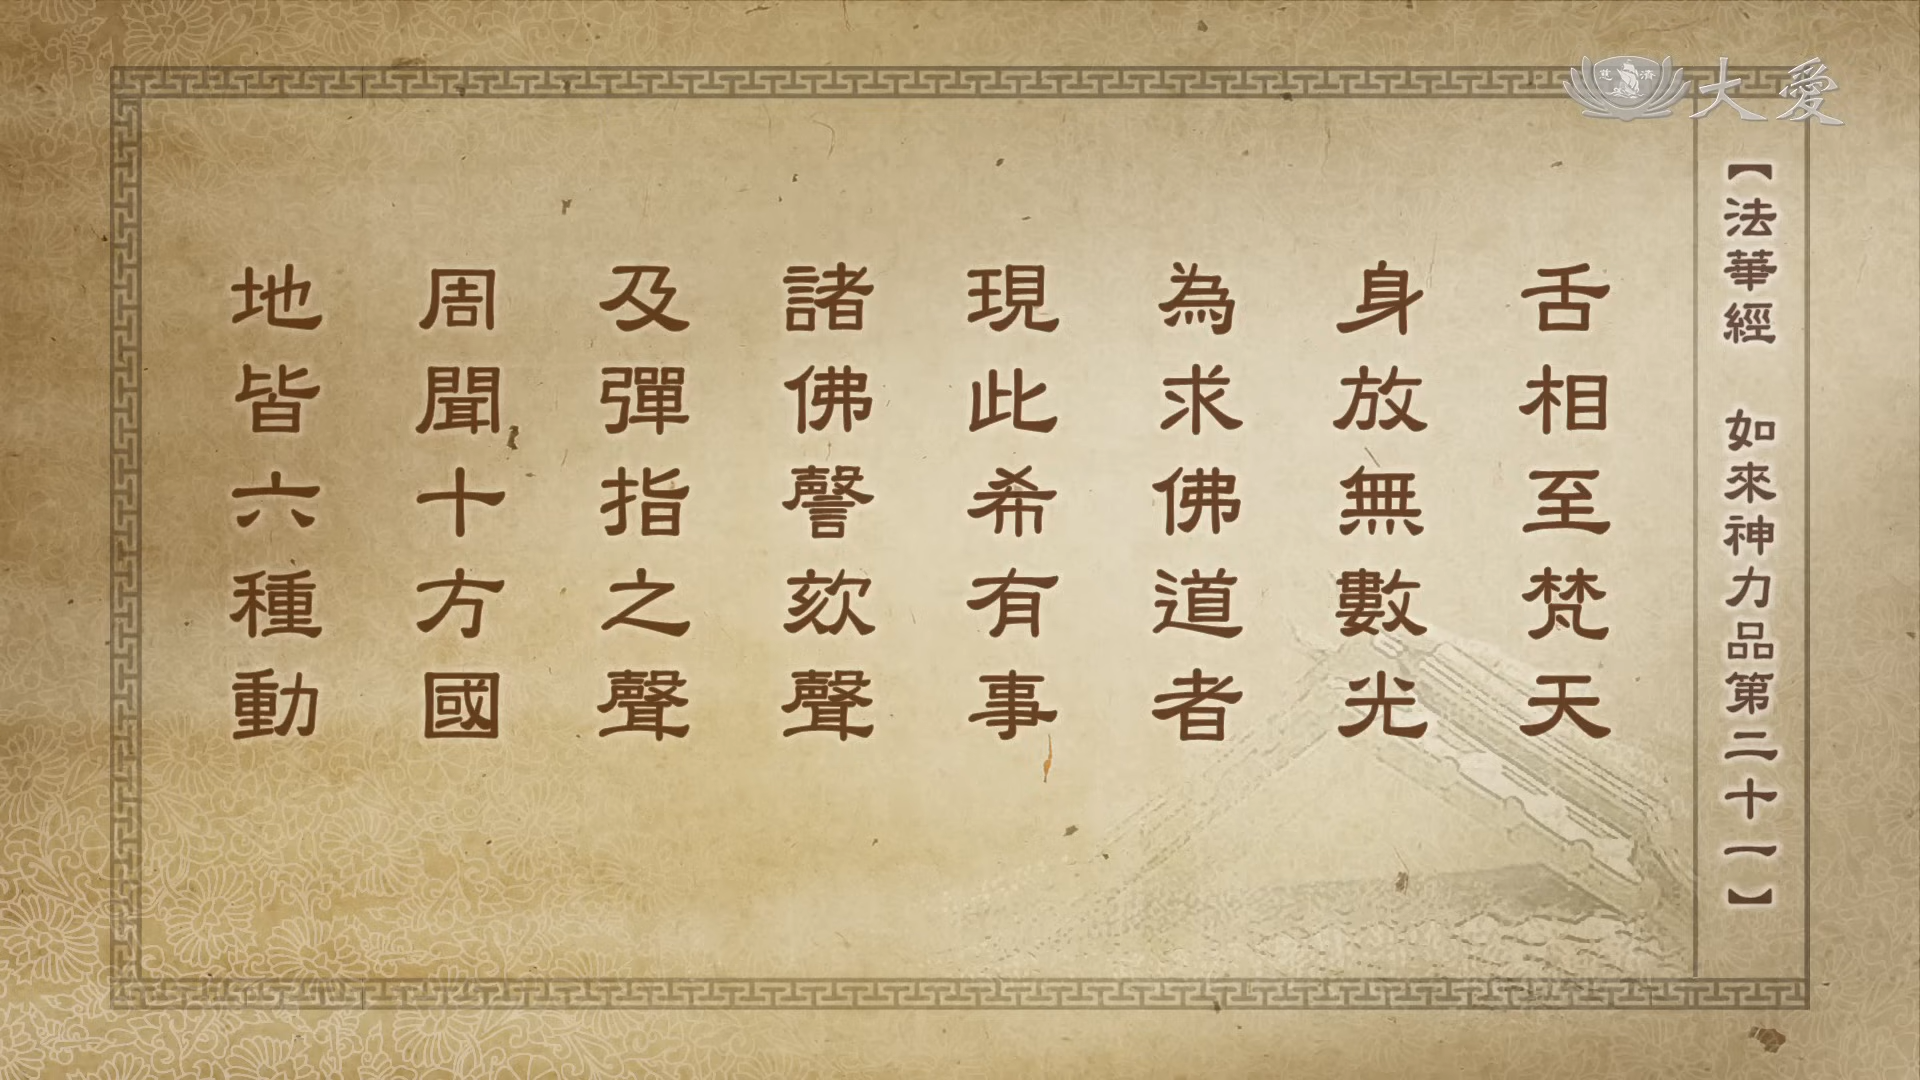 大愛
慈濟
【法華經 如來神力品第二十一】
舌相至梵天
身放無數光
為求佛道者
現此希有事
諸佛謦欬聲
及彈指之聲
周聞十方國
地皆六種動